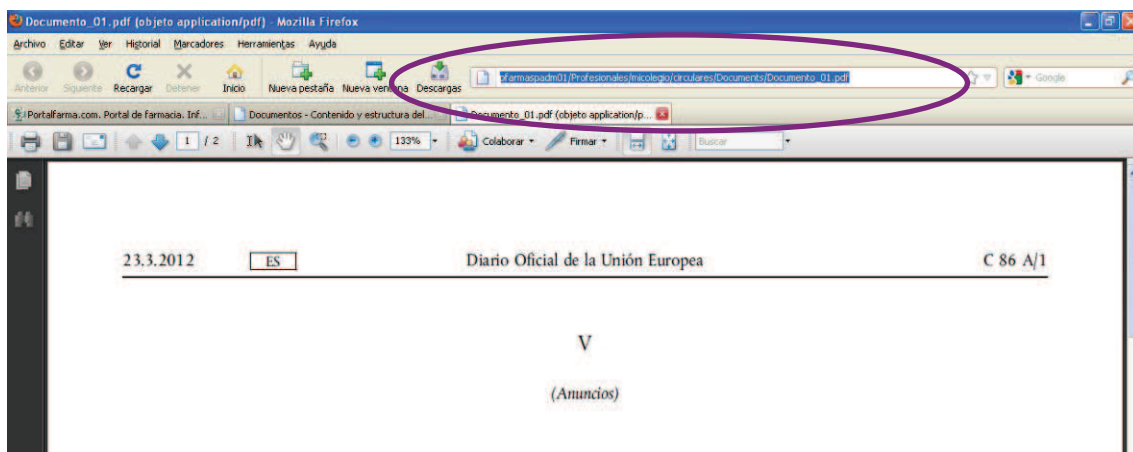 Documento_01.pdf (objeto application/pdf) - Mozilla Firefox
Archivo Editar Ver Historial Marcadores Herramientas Ayuda
pfarmaspadm01/Profesionales/micolegio/circulares/Documents/Documento_01.pdf Google
Anterior Siguiente Recargar Detener Inicio Nueva pestaña Nueva ventana Descargas
Portalfarma.com. Portal de farmacia. Inf... Documentos - Contenido y estructura del... Documento_01.pdf (objeto application/p...
1 / 2 133% Colaborar Firmar Buscar
23.3.2012 ES Diario Oficial de la Unión Europea C 86 A/1
V
(Anuncios)